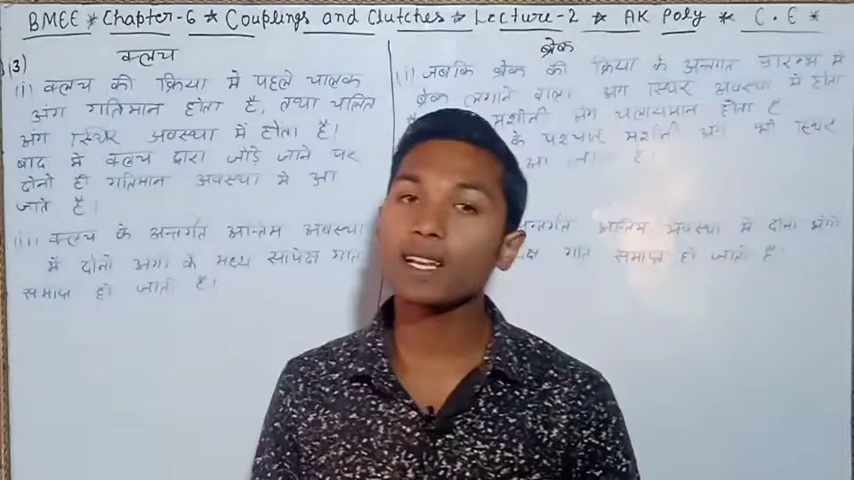 BMEE * Chapter-6 * Couplings and Clutches * Lecture-2 * AK Poly * C.E *
(3) क्लच
(i) क्लच की क्रिया में पहले चालक
अंग गतिमान होता है, तथा चलित
अंग स्थिर अवस्था में होता है।
बाद में क्लच द्वारा जोड़े जाने पर
दोनो ही गतिमान अवस्था में आ
जाते है।
(ii) क्लच के अन्तर्गत अन्तिम अवस्था
में दोनो अंगो के मध्य सापेक्ष गति
समाप्त हो जाती है।
ब्रेक
(i) जबकि ब्रेक की क्रिया के अन्तर्गत प्रारम्भ में
ब्रेक लगाने वाला अंग स्थिर अवस्था में होता
मशीनी अंग चलायमान होता है
के पश्चात मशीनी अंग भी स्थिर
आ जाता है।
अन्तर्गत अन्तिम अवस्था में दोनो अंगो
गति समाप्त हो जाती है।